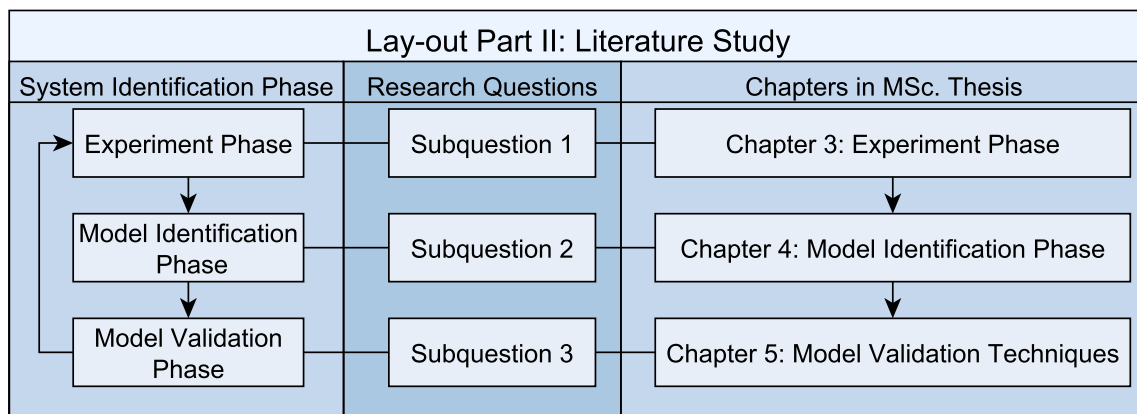 Lay-out Part II: Literature Study
System Identification Phase
Research Questions
Chapters in MSc. Thesis
Experiment Phase
Subquestion 1
Chapter 3: Experiment Phase
Model Identification
Phase
Subquestion 2
Chapter 4: Model Identification Phase
Model Validation
Phase
Subquestion 3
Chapter 5: Model Validation Techniques